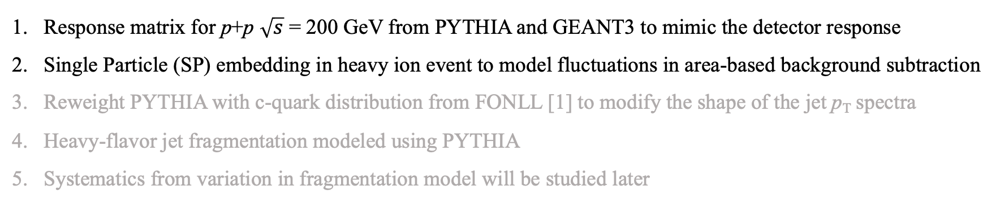 1. Response matrix for p+p √s = 200 GeV from PYTHIA and GEANT3 to mimic the detector response
2. Single Particle (SP) embedding in heavy ion event to model fluctuations in area-based background subtraction
3. Reweight PYTHIA with c-quark distribution from FONLL [1] to modify the shape of the jet pT spectra
4. Heavy-flavor jet fragmentation modeled using PYTHIA
5. Systematics from variation in fragmentation model will be studied later